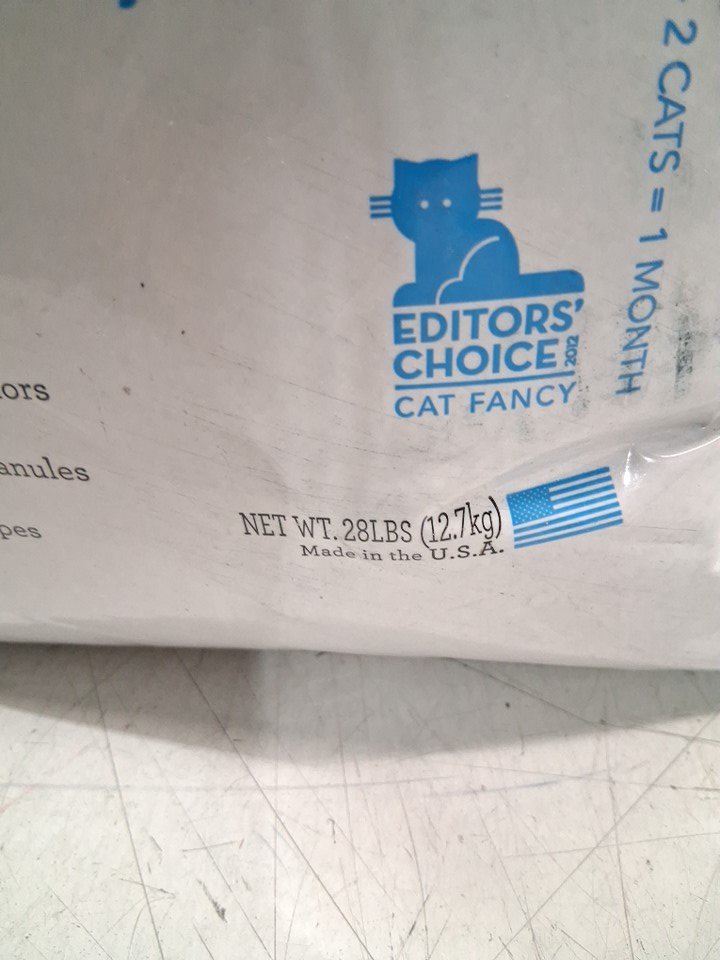 2 CATS = 1 MONTH
EDITORS'
CHOICE 2012
CAT FANCY
ors
anules
pes
NET WT. 28LBS (12.7kg)
Made in the U.S.A.